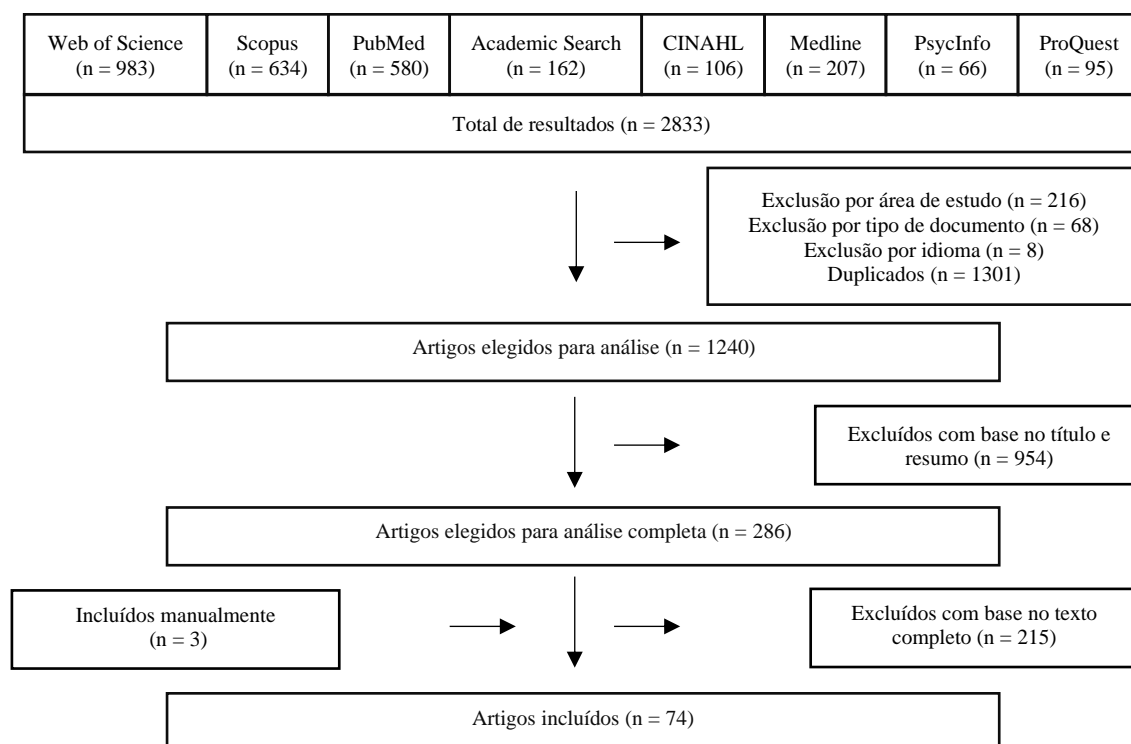 Web of Science
(n = 983)
Scopus
(n = 634)
PubMed
(n = 580)
Academic Search
(n = 162)
CINAHL
(n = 106)
Medline
(n = 207)
PsycInfo
(n = 66)
ProQuest
(n = 95)
Total de resultados (n = 2833)
Exclusão por área de estudo (n = 216)
Exclusão por tipo de documento (n = 68)
Exclusão por idioma (n = 8)
Duplicados (n = 1301)
Artigos elegidos para análise (n = 1240)
Excluídos com base no título e
resumo (n = 954)
Artigos elegidos para análise completa (n = 286)
Incluídos manualmente
(n = 3)
Excluídos com base no texto
completo (n = 215)
Artigos incluídos (n = 74)